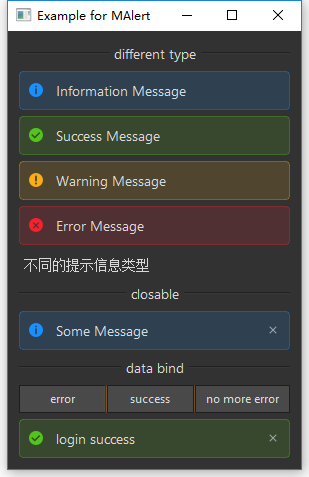 Example for MAlert
different type
Information Message
Success Message
Warning Message
Error Message
不同的提示信息类型
closable
Some Message
data bind
error success no more error
login success